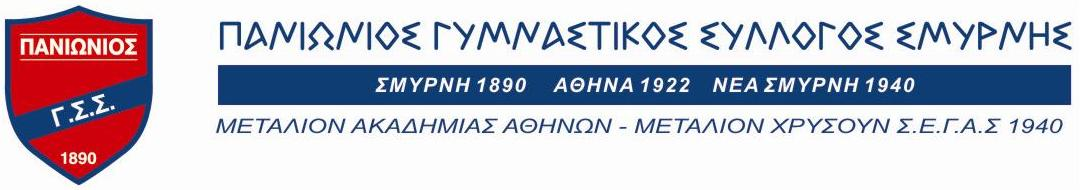 ΠΑΝΙΩΝΙΟΣ
Γ.Σ.Σ.
1890
ΠΑΝΙΩΝΙΟΣ ΓΥΜΝΑΣΤΙΚΟΣ ΣΥΛΛΟΓΟΣ ΣΜΥΡΝΗΣ
ΣΜΥΡΝΗ 1890 ΑΘΗΝΑ 1922 ΝΕΑ ΣΜΥΡΝΗ 1940
ΜΕΤΑΛΙΟΝ ΑΚΑΔΗΜΙΑΣ ΑΘΗΝΩΝ - ΜΕΤΑΛΙΟΝ ΧΡΥΣΟΥΝ Σ.Ε.Γ.Α.Σ 1940